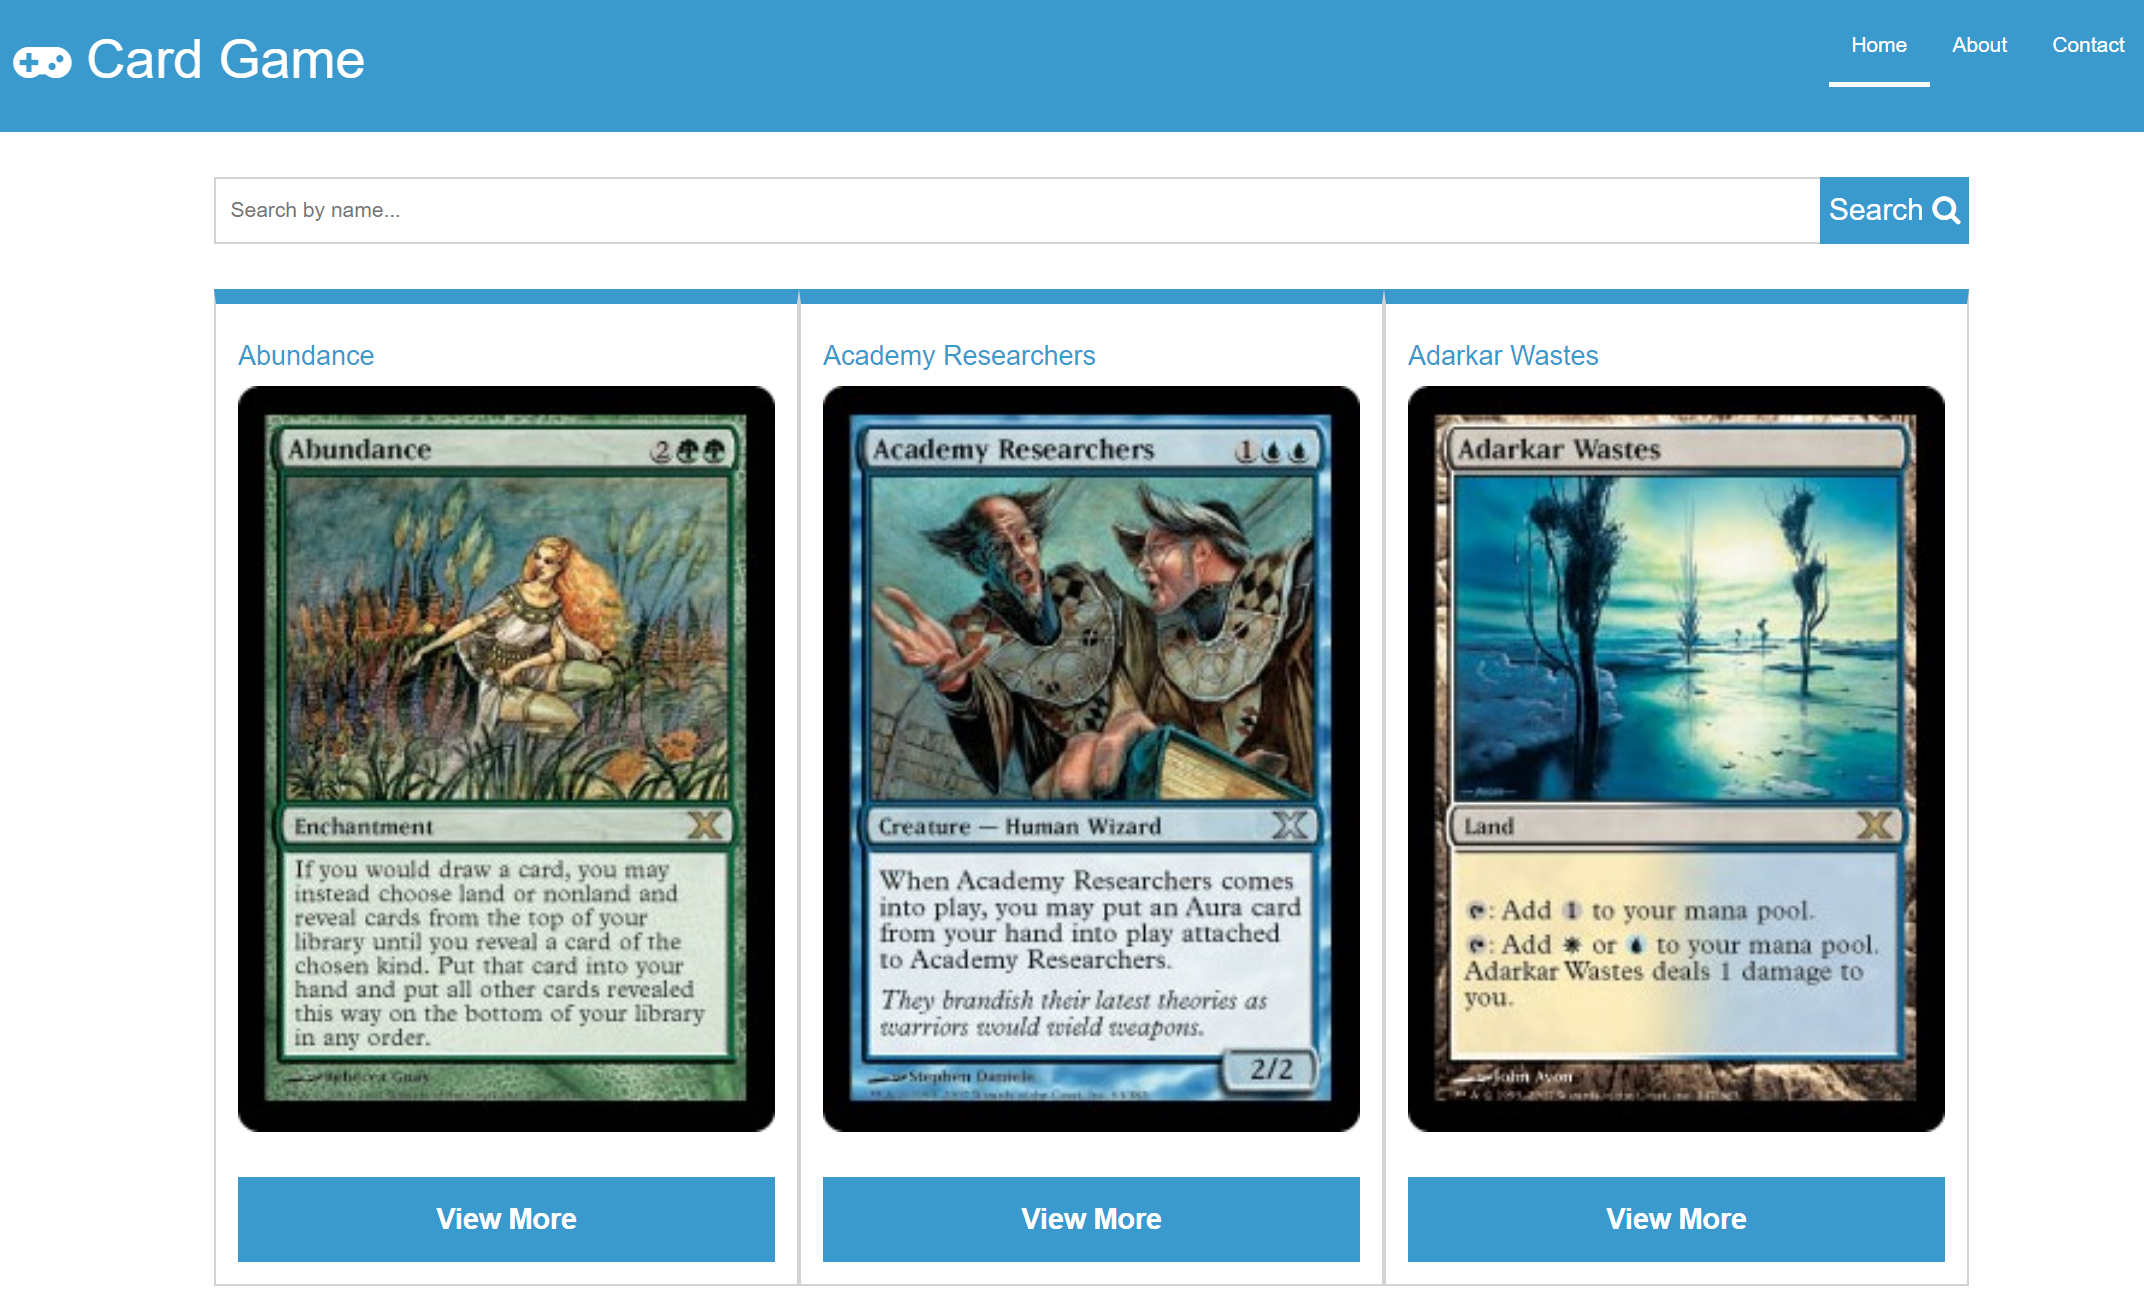 Card Game
Home
About
Contact
Search by name...
Search
Abundance
Abundance
2
Enchantment
If you would draw a card, you may
instead choose land or nonland and
reveal cards from the top of your
library until you reveal a card of the
chosen kind. Put that card into your
hand and put all other cards revealed
this way on the bottom of your library
in any order.
Rebecca Guay
View More
Academy Researchers
Academy Researchers
1
Creature — Human Wizard
When Academy Researchers comes
into play, you may put an Aura card
from your hand into play attached
to Academy Researchers.
They brandish their latest theories as
warriors would wield weapons.
2/2
Stephen Daniele
View More
Adarkar Wastes
Adarkar Wastes
Land
: Add 1 to your mana pool.
: Add or to your mana pool.
Adarkar Wastes deals 1 damage to
you.
John Avon
View More